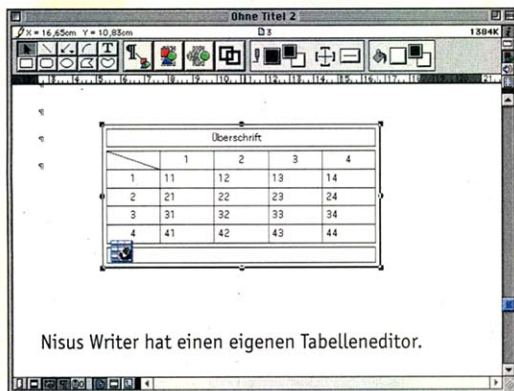 Ohne Titel 2
X = 16,65cm Y = 10,83cm
3
1384K
T
Überschrift
1 2 3 4
1 11 12 13 14
2 21 22 23 24
3 31 32 33 34
4 41 42 43 44
Nisus Writer hat einen eigenen Tabelleneditor.